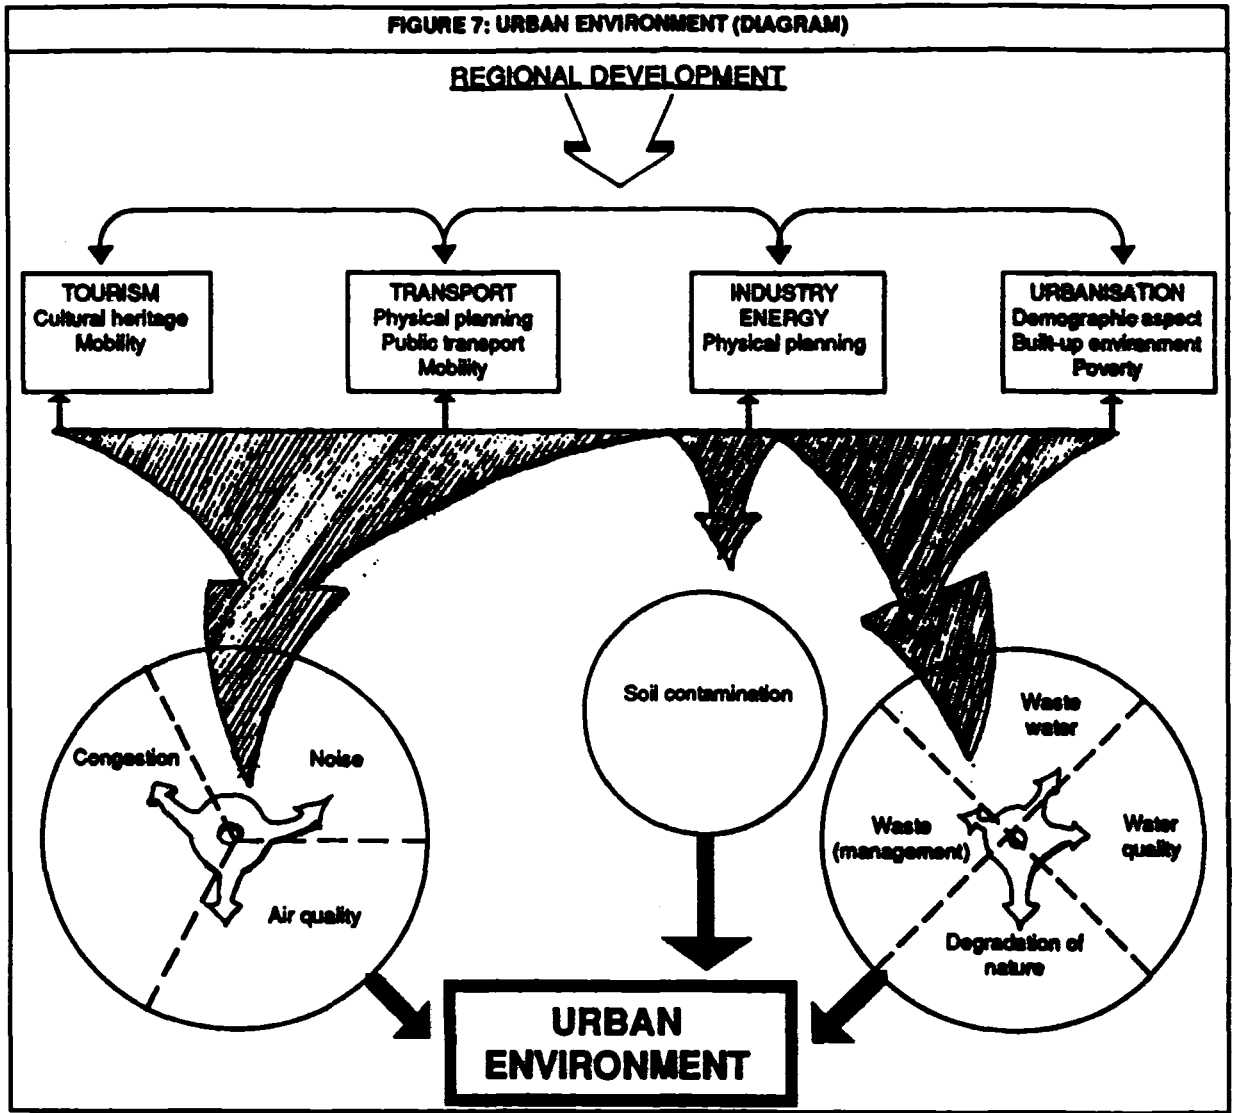 FIGURE 7: URBAN ENVIRONMENT (DIAGRAM)
REGIONAL DEVELOPMENT
TOURISM
Cultural heritage
Mobility
TRANSPORT
Physical planning
Public transport
Mobility
INDUSTRY
ENERGY
Physical planning
URBANISATION
Demographic aspect
Built-up environment
Poverty
Congestion
Noise
Air quality
Soil contamination
Waste
water
Waste
(management)
Water
quality
Degradation of
nature
URBAN
ENVIRONMENT